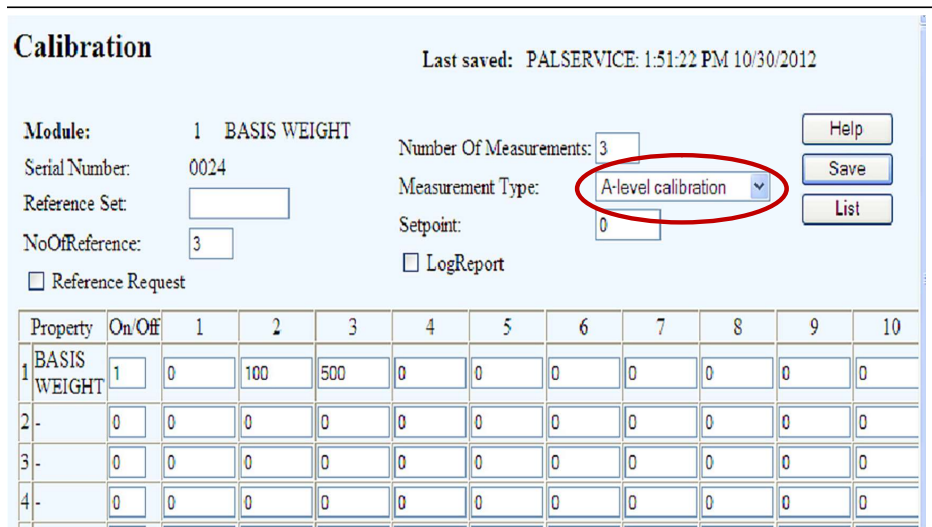 Calibration
Last saved: PALSERVICE: 1:51:22 PM 10/30/2012
Module: 1 BASIS WEIGHT
Serial Number: 0024
Reference Set:
NoOfReference: 3
Reference Request
Number Of Measurements: 3
Measurement Type: A-level calibration
Setpoint: 0
LogReport
Help
Save
List
Property On/Off 1 2 3 4 5 6 7 8 9 10
1 BASIS WEIGHT 1 0 100 500 0 0 0 0 0 0 0
2 - 0 0 0 0 0 0 0 0 0 0 0
3 - 0 0 0 0 0 0 0 0 0 0 0
4 - 0 0 0 0 0 0 0 0 0 0 0